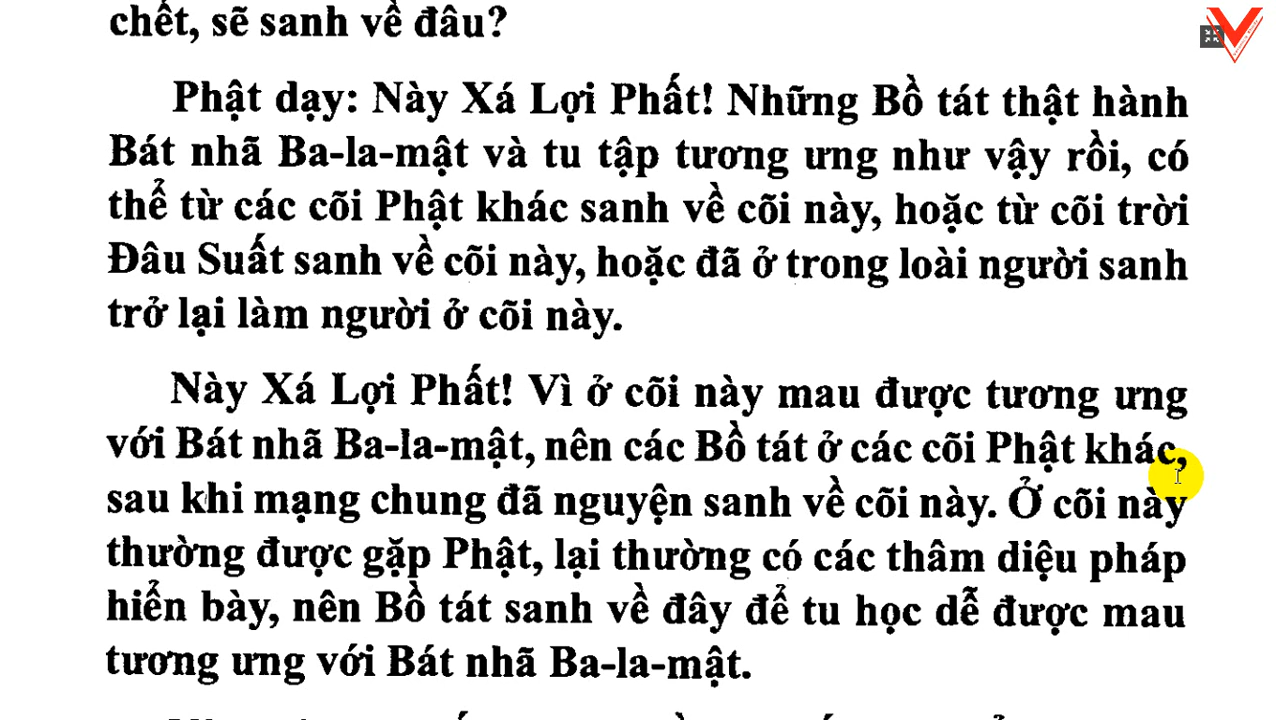 chết, sẽ sanh về đâu?
Phật dạy: Này Xá Lợi Phất! Những Bồ tát thật hành
Bát nhã Ba-la-mật và tu tập tương ưng như vậy rồi, có
thể từ các cõi Phật khác sanh về cõi này, hoặc từ cõi trời
Đâu Suất sanh về cõi này, hoặc đã ở trong loài người sanh
trở lại làm người ở cõi này.
Này Xá Lợi Phất! Vì ở cõi này mau được tương ưng
với Bát nhã Ba-la-mật, nên các Bồ tát ở các cõi Phật khác,
sau khi mạng chung đã nguyện sanh về cõi này. Ở cõi này
thường được gặp Phật, lại thường có các thâm diệu pháp
hiển bày, nên Bồ tát sanh về đây để tu học dễ được mau
tương ưng với Bát nhã Ba-la-mật.